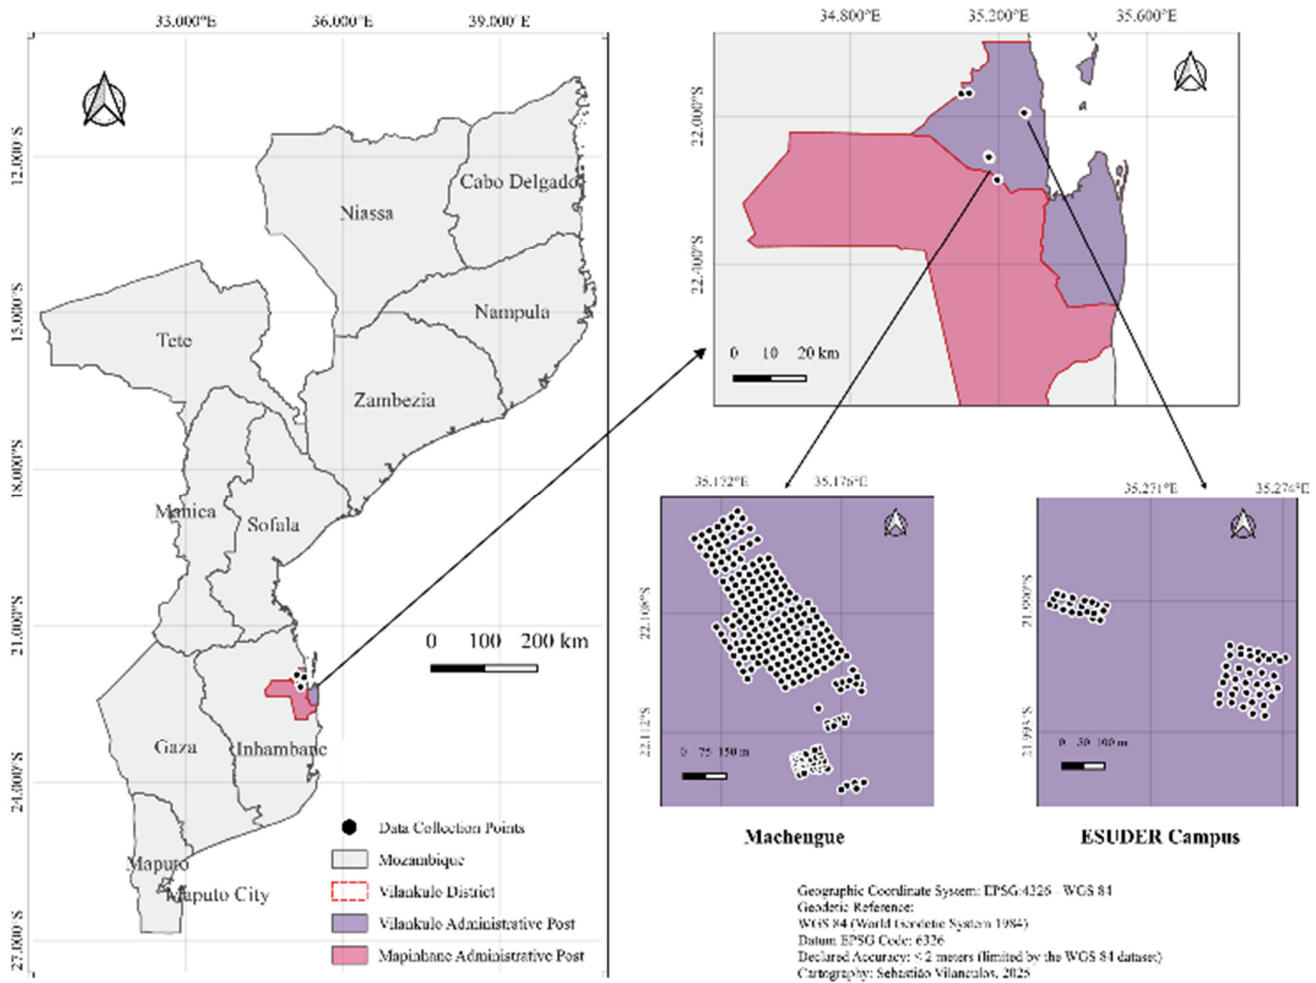 33.000°E 36.000°E 39.000°E
12.000°S
15.000°S
18.000°S
21.000°S
24.000°S
27.000°S
Cabo Delgado
Niassa
Nampula
Tete
Zambezia
Manica
Sofala
0 100 200 km
Gaza
Inhambane
Maputo
Maputo City
Data Collection Points
Mozambique
Vilankulo District
Vilankulo Administrative Post
Mapinhane Administrative Post
34.800°E 35.200°E 35.600°E
22.000°S
22.400°S
0 10 20 km
35.172°E 35.176°E
22.108°S
22.112°S
0 75 150 m
Machengue
35.271°E 35.274°E
21.990°S
21.993°S
0 50 100 m
ESUDER Campus
Geographic Coordinate System: EPSG:4326 - WGS 84
Geodetic Reference:
WGS 84 (World Geodetic System 1984)
Datum EPSG Code: 6326
Declared Accuracy: < 2 meters (limited by the WGS 84 dataset)
Cartography: Sebastião Vilanculos, 2025